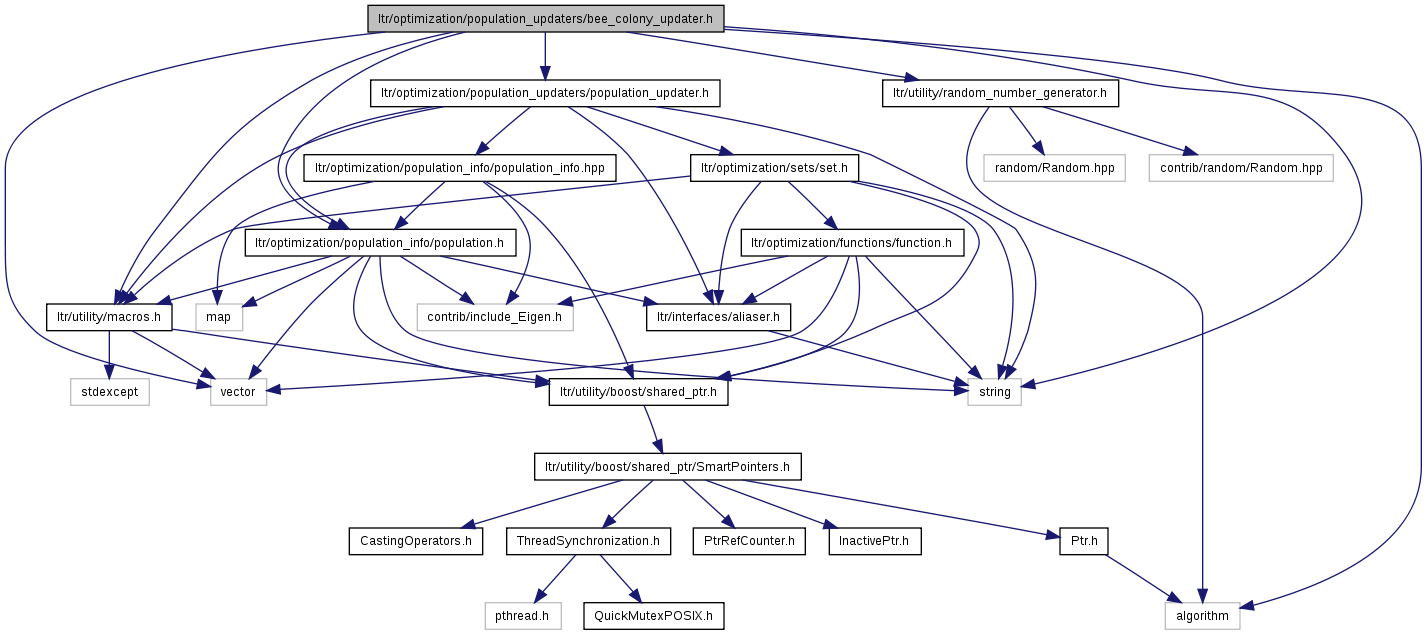 ltr/optimization/population_updaters/bee_colony_updater.h
ltr/optimization/population_updaters/population_updater.h
ltr/utility/random_number_generator.h
ltr/optimization/population_info/population_info.hpp
ltr/optimization/sets/set.h
random/Random.hpp
contrib/random/Random.hpp
ltr/optimization/population_info/population.h
ltr/optimization/functions/function.h
ltr/utility/macros.h
map
contrib/include_Eigen.h
ltr/interfaces/aliaser.h
stdexcept
vector
ltr/utility/boost/shared_ptr.h
string
ltr/utility/boost/shared_ptr/SmartPointers.h
CastingOperators.h
ThreadSynchronization.h
PtrRefCounter.h
InactivePtr.h
Ptr.h
pthread.h
QuickMutexPOSIX.h
algorithm